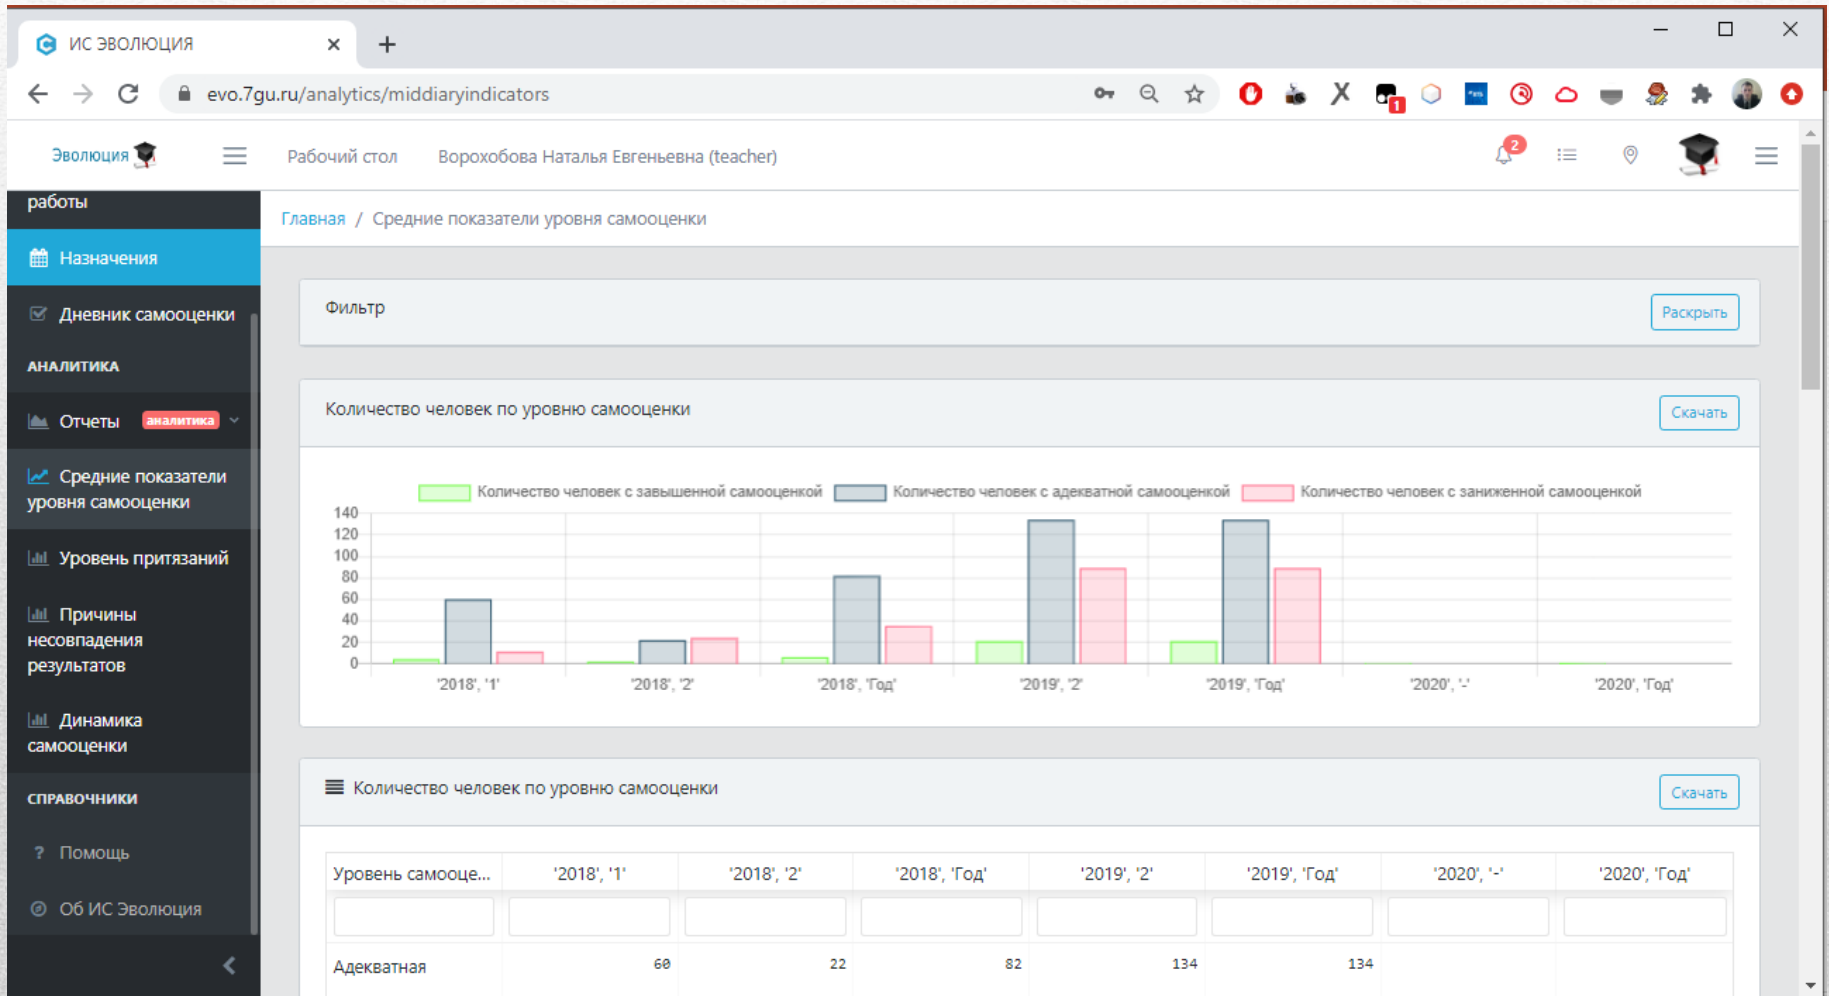 ИС ЭВОЛЮЦИЯ
evo.7gu.ru/analytics/middiaryindicators
1
Эволюция
Рабочий стол
Ворохобова Наталья Евгеньевна (teacher)
2
работы
Назначения
Дневник самооценки
АНАЛИТИКА
Отчеты аналитика
Средние показатели
уровня самооценки
Уровень притязаний
Причины
несовпадения
результатов
Динамика
самооценки
СПРАВОЧНИКИ
Помощь
Об ИС Эволюция
Главная / Средние показатели уровня самооценки
Фильтр
Раскрыть
Количество человек по уровню самооценки
Скачать
Количество человек с завышенной самооценкой Количество человек с адекватной самооценкой Количество человек с заниженной самооценкой
140
120
100
80
60
40
20
0
'2018', '1' '2018', '2' '2018', 'Год' '2019', '2' '2019', 'Год' '2020', '-' '2020', 'Год'
Количество человек по уровню самооценки
Скачать
Уровень самооце... '2018', '1' '2018', '2' '2018', 'Год' '2019', '2' '2019', 'Год' '2020', '-' '2020', 'Год'
Адекватная 60 22 82 134 134